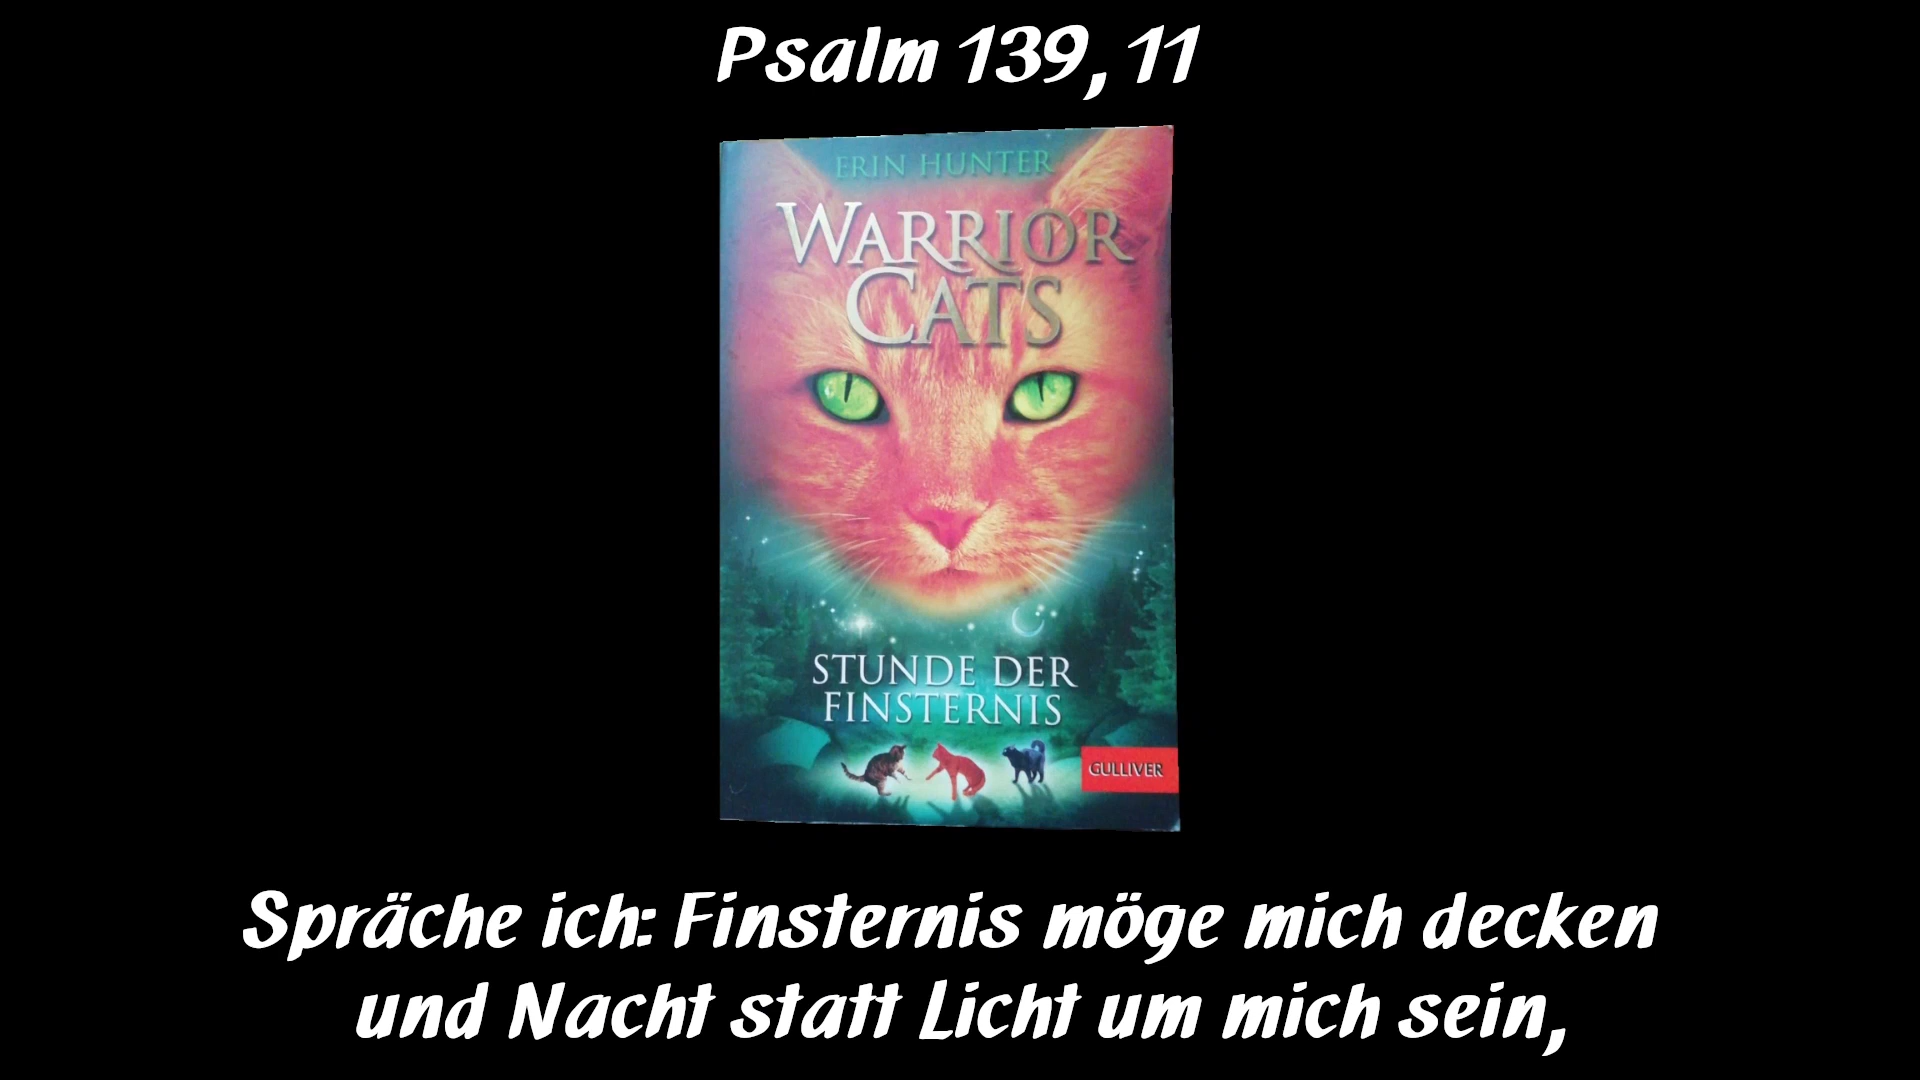 Psalm 139, 11
ERIN HUNTER
WARRIOR
CATS
STUNDE DER
FINSTERNIS
GULLIVER
Spräche ich: Finsternis möge mich decken
und Nacht statt Licht um mich sein,